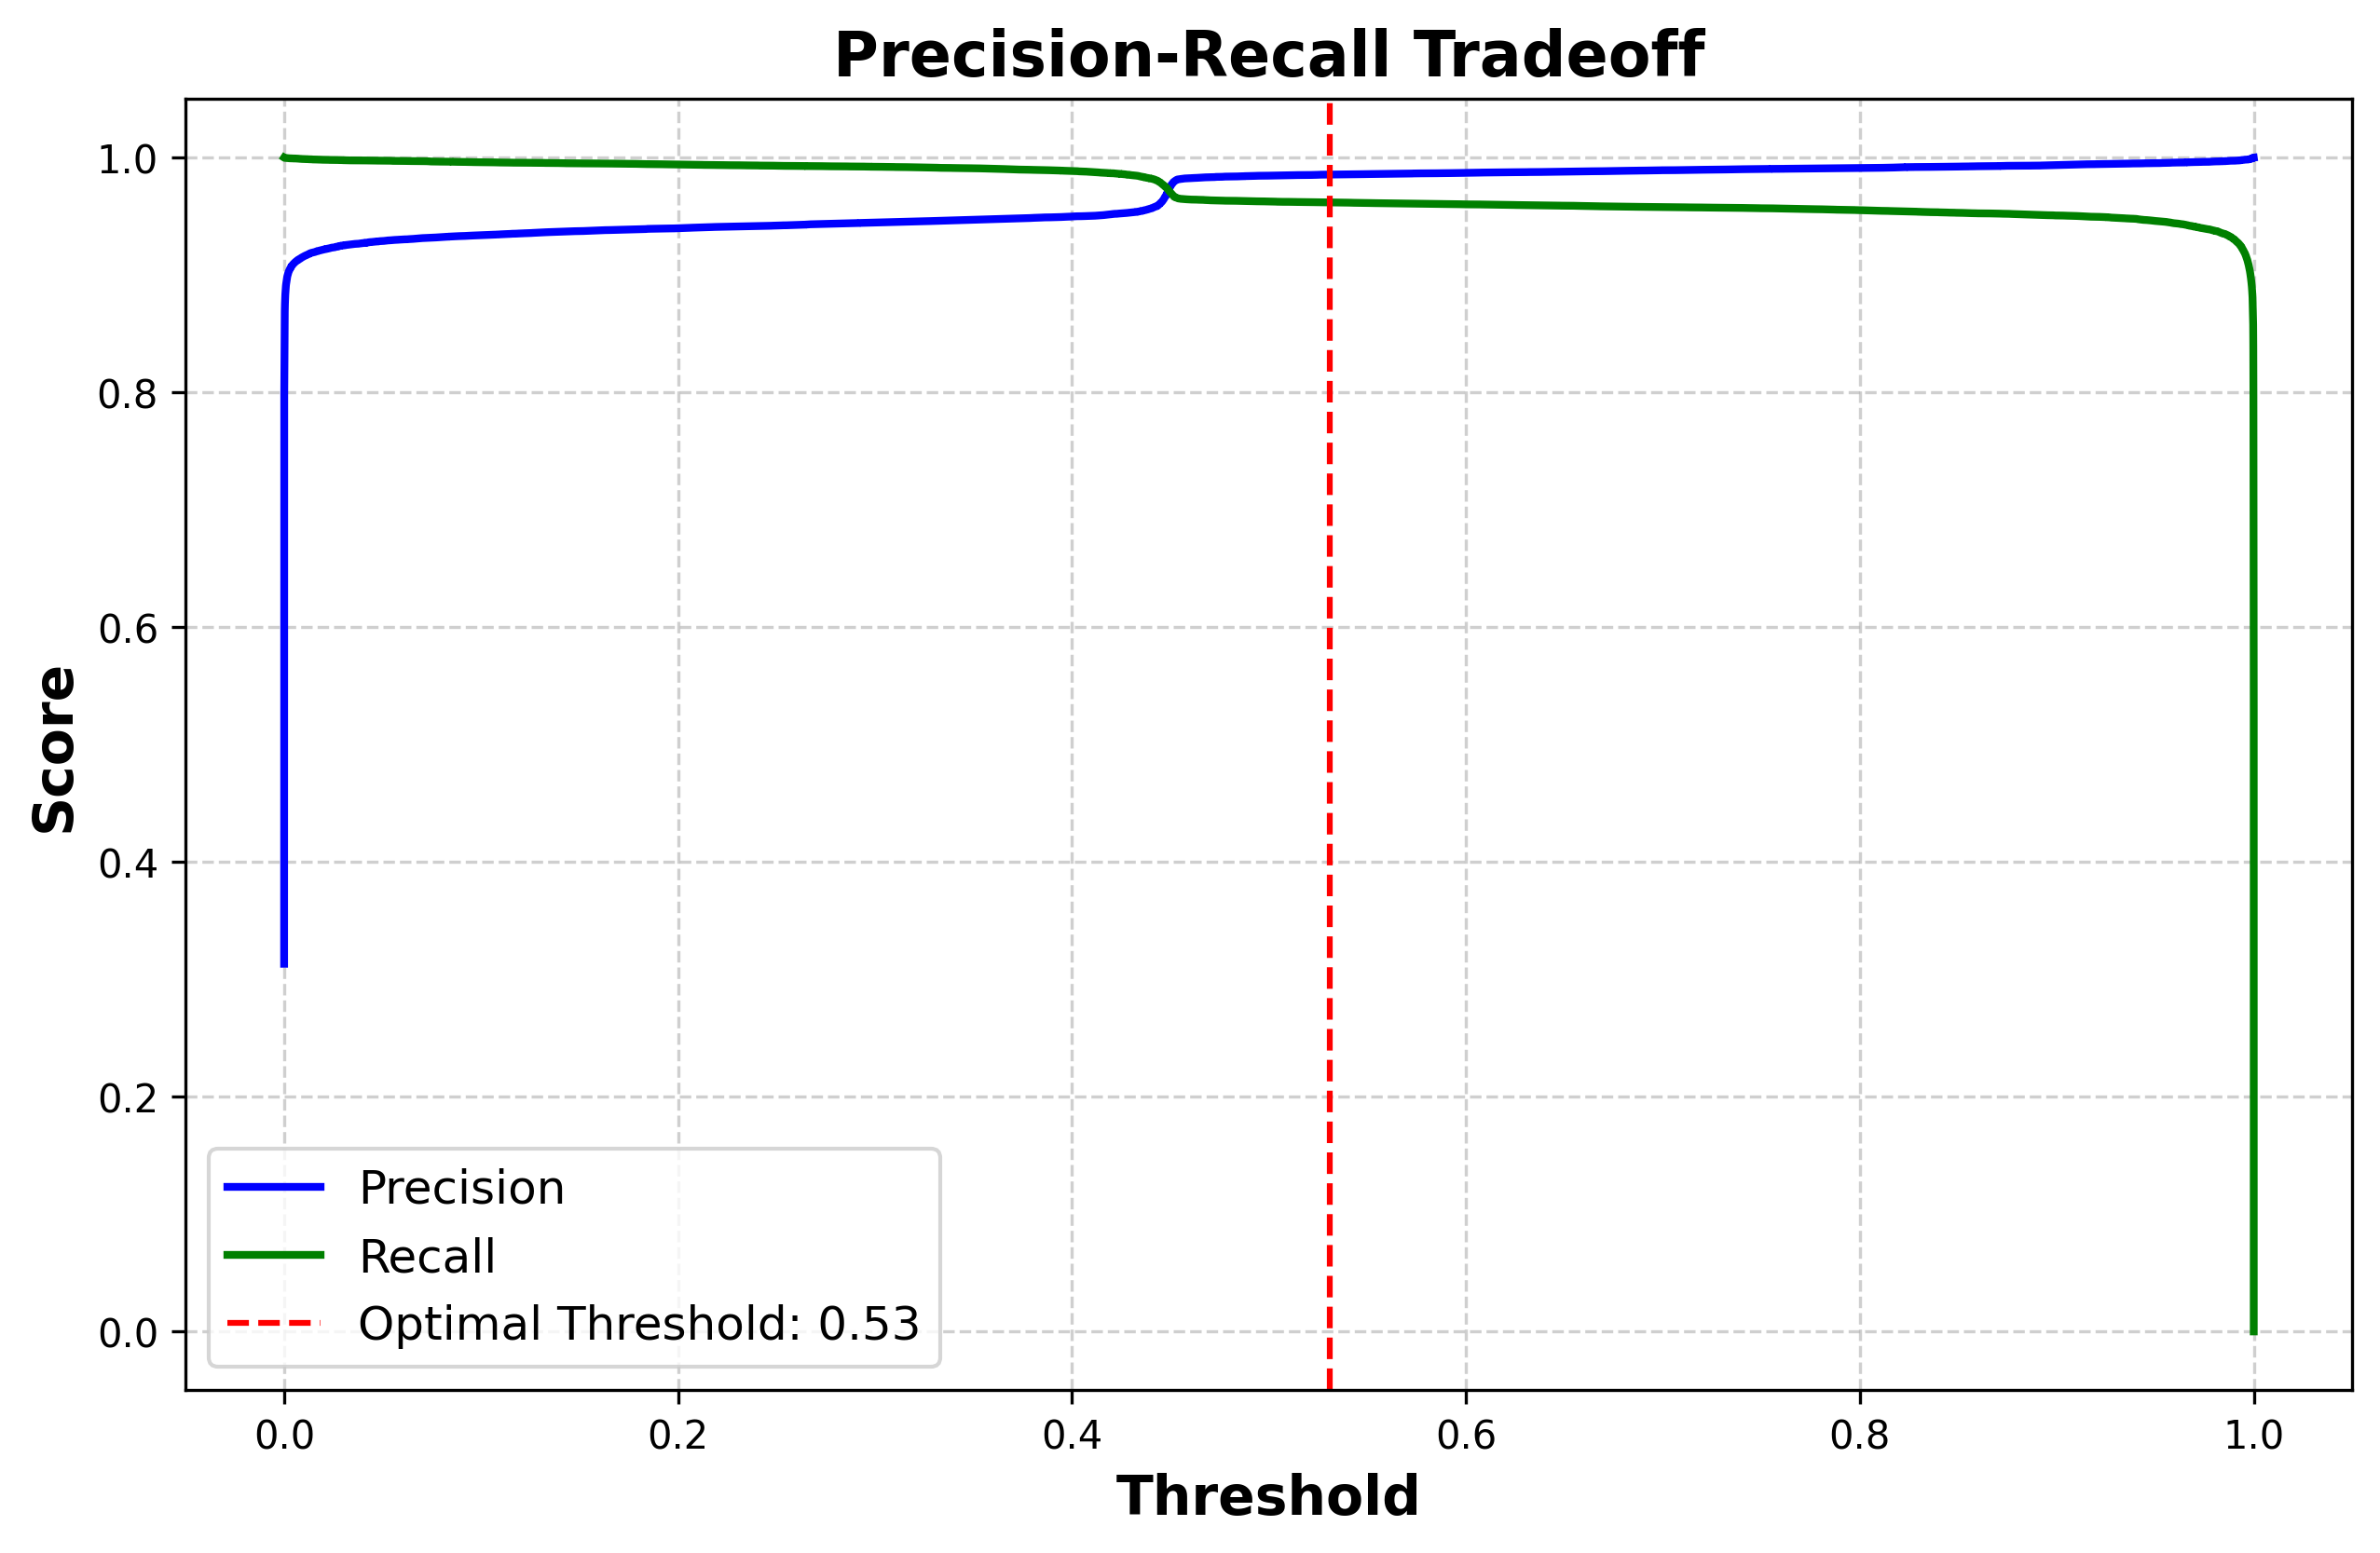 Precision-Recall Tradeoff
Score
1.0
0.8
0.6
0.4
0.2
0.0
Precision
Recall
Optimal Threshold: 0.53
0.0 0.2 0.4 0.6 0.8 1.0
Threshold